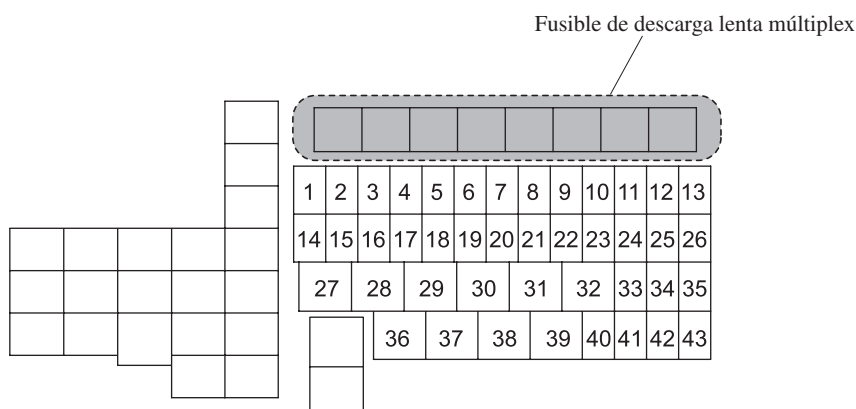 Fusible de descarga lenta múltiplex
1 2 3 4 5 6 7 8 9 10 11 12 13
14 15 16 17 18 19 20 21 22 23 24 25 26
27 28 29 30 31 32 33 34 35
36 37 38 39 40 41 42 43